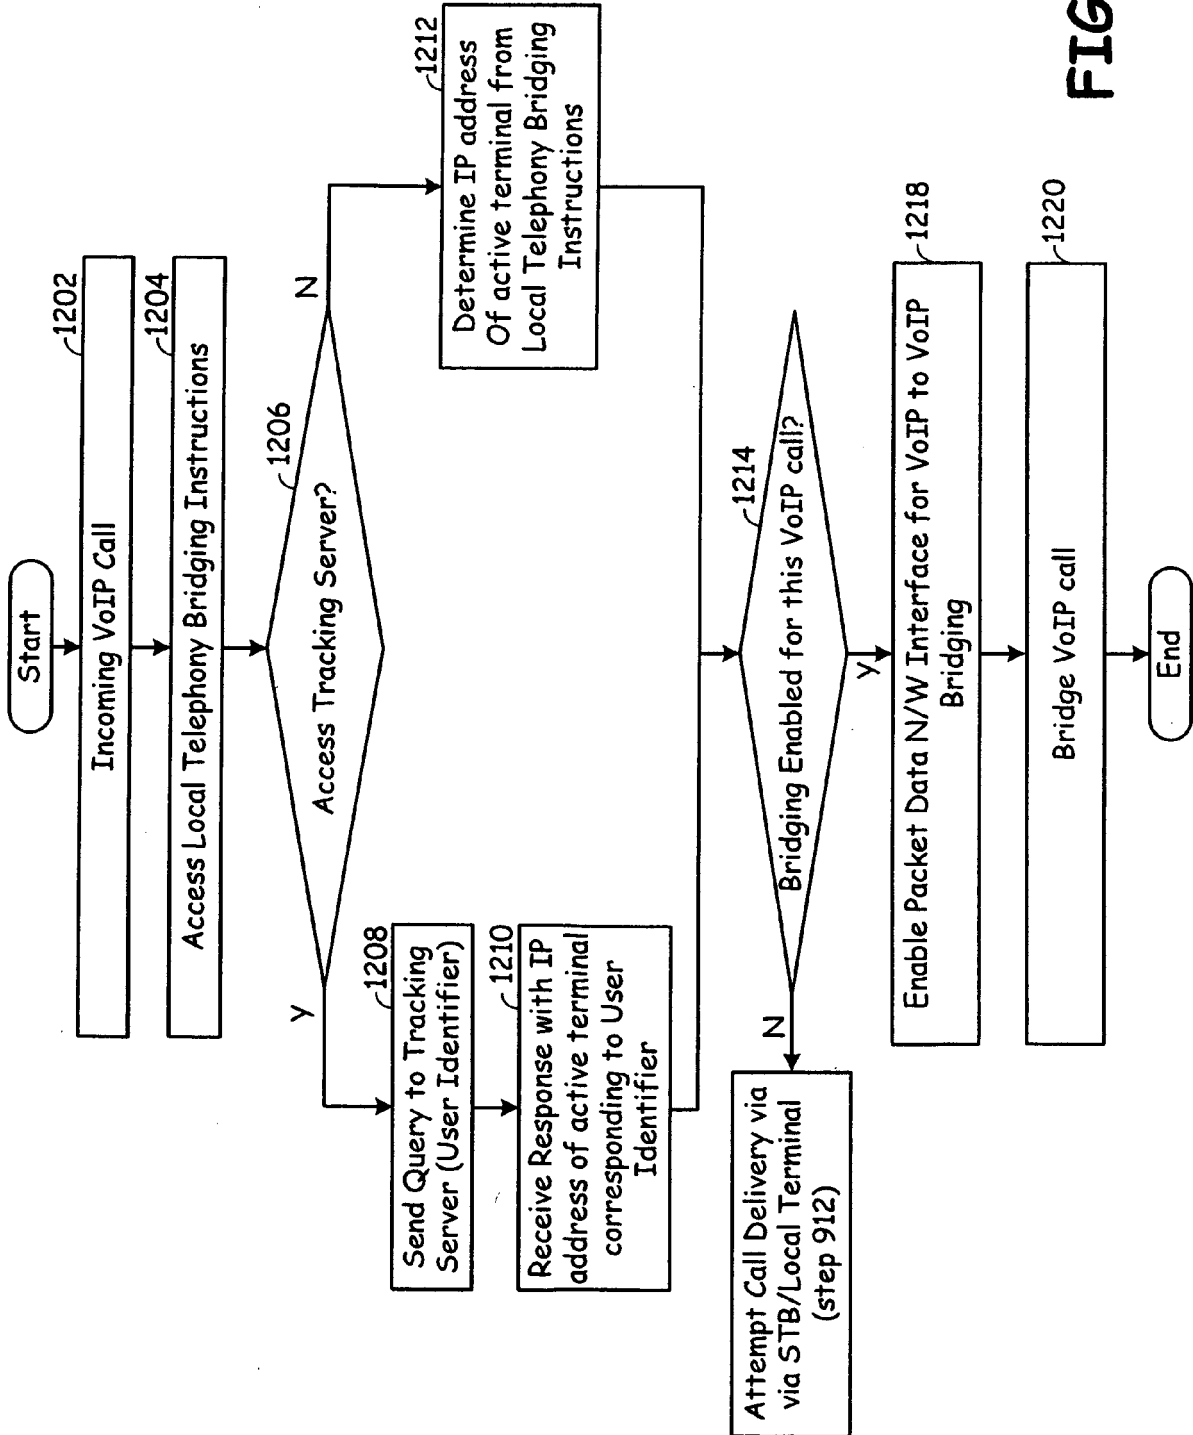 Start
1202
Incoming VoIP Call
1204
Access Local Telephony Bridging Instructions
1206
Access Tracking Server?
Y
N
1208
Send Query to Tracking
Server (User Identifier)
1210
Receive Response with IP
address of active terminal
corresponding to User
Identifier
1212
Determine IP address
Of active terminal from
Local Telephony Bridging
Instructions
1214
Bridging Enabled for this VoIP call?
N
Y
Attempt Call Delivery via
via STB/Local Terminal
(step 912)
1218
Enable Packet Data N/W Interface for VoIP to VoIP
Bridging
1220
Bridge VoIP call
End
FIG